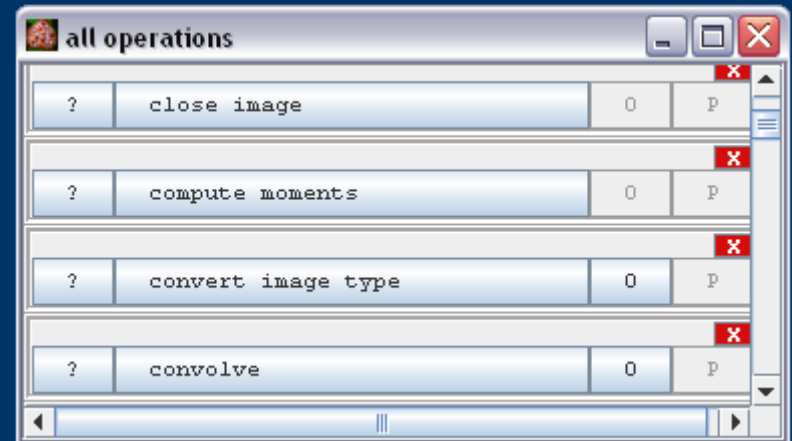 all operations
X
? close image O P
X
? compute moments O P
X
? convert image type O P
X
? convolve O P